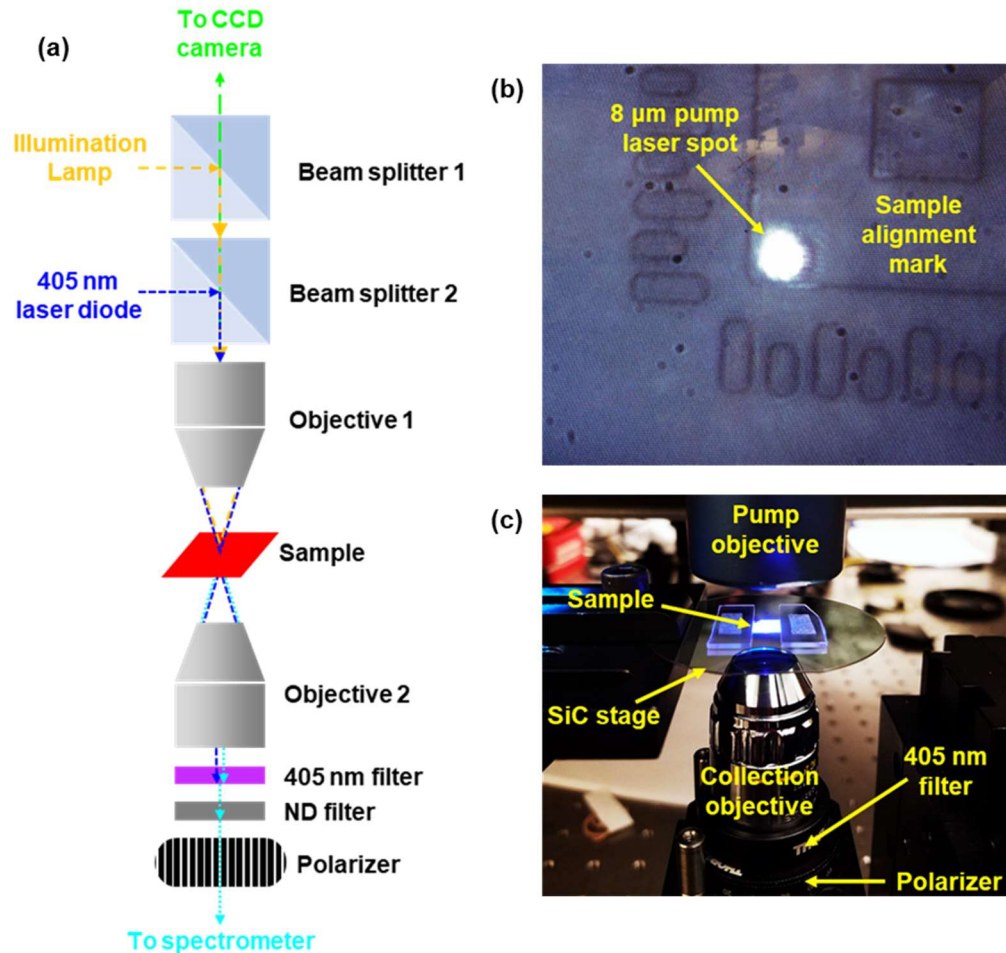 (a)
To CCD
camera
Illumination
Lamp
Beam splitter 1
405 nm
laser diode
Beam splitter 2
Objective 1
Sample
Objective 2
405 nm filter
ND filter
Polarizer
To spectrometer
(b)
8 µm pump
laser spot
Sample
alignment
mark
(c)
Pump
objective
Sample
SiC stage
405 nm
filter
Collection
objective
Polarizer